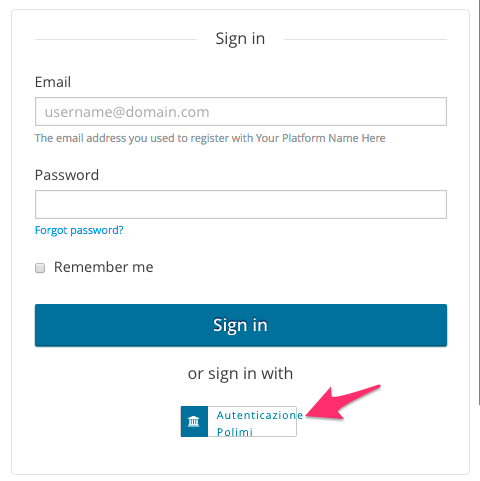 Sign in
Email
username@domain.com
The email address you used to register with Your Platform Name Here
Password
Forgot password?
Remember me
Sign in
or sign in with
Autenticazione
Polimi